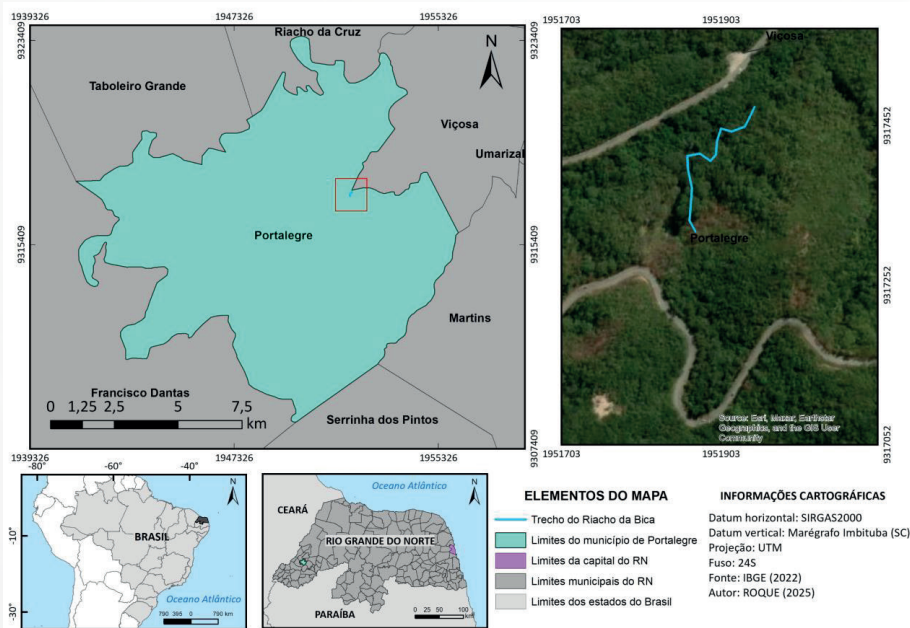 1939326
1947326
1955326
9323409
9323409
Riacho da Cruz
N
Taboleiro Grande
Viçosa
Umarizal
Portalegre
9315409
9315409
Martins
Francisco Dantas
0 1,25 2,5 5 7,5
km
Serrinha dos Pintos
9307409
1939326
1947326
1955326
1951703
1951903
Viçosa
9317452
Portalegre
9317252
Source: Esri, Maxar, Earthstar
Geographics, and the GIS User
Community
9317052
1951703
1951903
-80°
-60°
-40°
N
-10°
BRASIL
Oceano Atlântico
-30°
790 395 0 790 km
Oceano Atlântico
N
CEARÁ
RIO GRANDE DO NORTE
PARAÍBA
0 25 50 100
km
ELEMENTOS DO MAPA
Trecho do Riacho da Bica
Limites do município de Portalegre
Limites da capital do RN
Limites municipais do RN
Limites dos estados do Brasil
INFORMAÇÕES CARTOGRÁFICAS
Datum horizontal: SIRGAS2000
Datum vertical: Marégrafo Imbituba (SC)
Projeção: UTM
Fuso: 24S
Fonte: IBGE (2022)
Autor: ROQUE (2025)